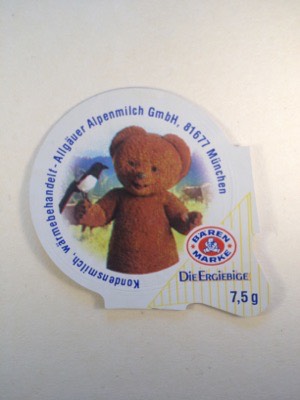 Kondensmilch, wärmebehandelt - Allgäuer Alpenmilch GmbH, 81677 München
BÄREN
MARKE
DIE ERGIEBIGE
7,5 g